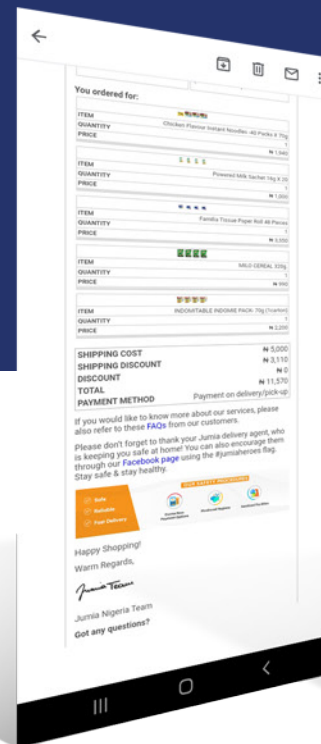 You ordered for:
ITEM
QUANTITY Chicken Flavour Instant Noodles -40 Packs X 70g
PRICE 1
₦ 1,940
ITEM
QUANTITY Powered Milk Sachet 16g X 20
PRICE 1
₦ 1,000
ITEM
QUANTITY Familia Tissue Paper Roll 48 Pieces
PRICE 1
ITEM MILO CEREAL 320g
QUANTITY 1
PRICE
ITEM INDOMITABLE INDOMIE PACK- 70g (1carton)
QUANTITY 1
PRICE ₦ 2,200
SHIPPING COST ₦ 5,000
SHIPPING DISCOUNT ₦ 3,110
DISCOUNT ₦ 0
TOTAL ₦ 11,570
PAYMENT METHOD Payment on delivery/pick-up
If you would like to know more about our services, please
also refer to these FAQs from our customers.
Please don't forget to thank your Jumia delivery agent, who
is keeping you safe at home! You can also encourage them
through our Facebook page using the #jumiaheroes flag.
Stay safe & stay healthy.
OUR SAFETY PROCEDURES
Safe
Reliable
Free Delivery
Happy Shopping!
Warm Regards,
Jumia Team
Jumia Nigeria Team
Got any questions?